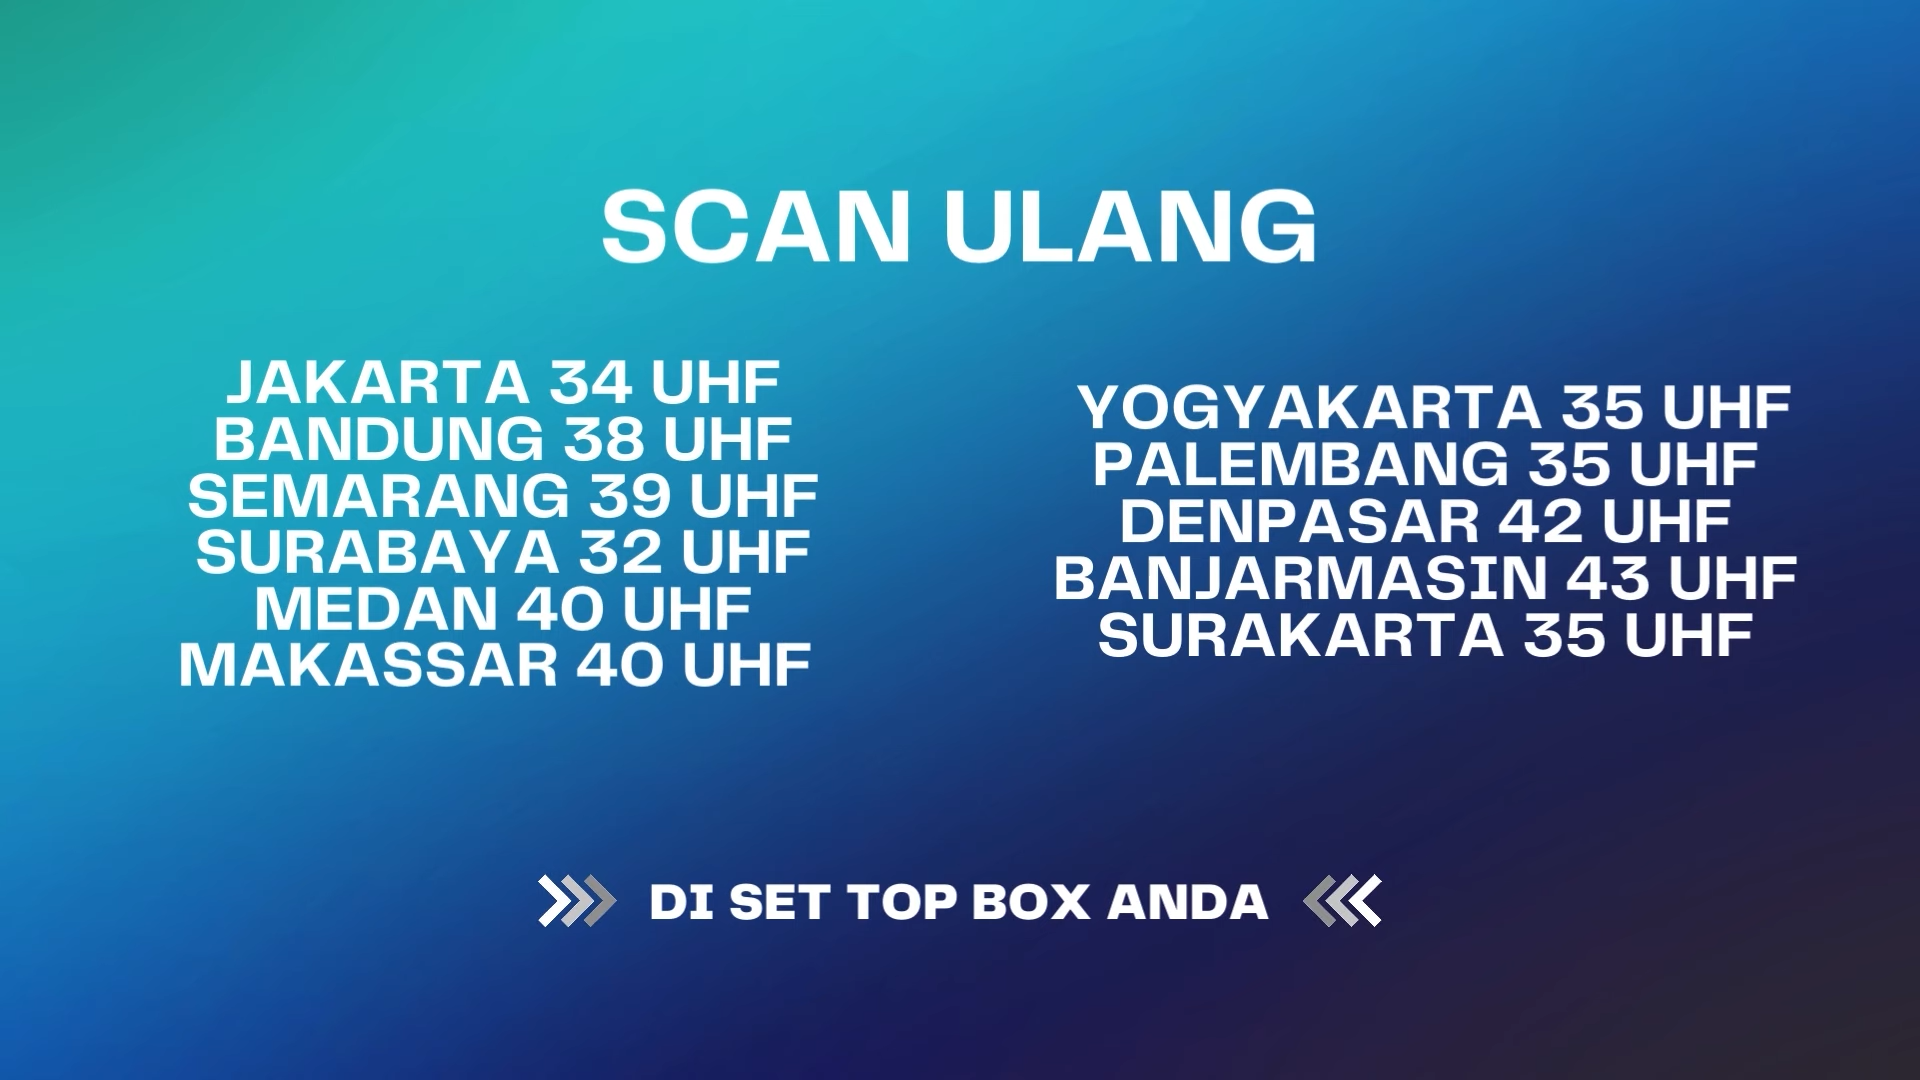 SCAN ULANG
JAKARTA 34 UHF
BANDUNG 38 UHF
SEMARANG 39 UHF
SURABAYA 32 UHF
MEDAN 40 UHF
MAKASSAR 40 UHF
YOGYAKARTA 35 UHF
PALEMBANG 35 UHF
DENPASAR 42 UHF
BANJARMASIN 43 UHF
SURAKARTA 35 UHF
DI SET TOP BOX ANDA